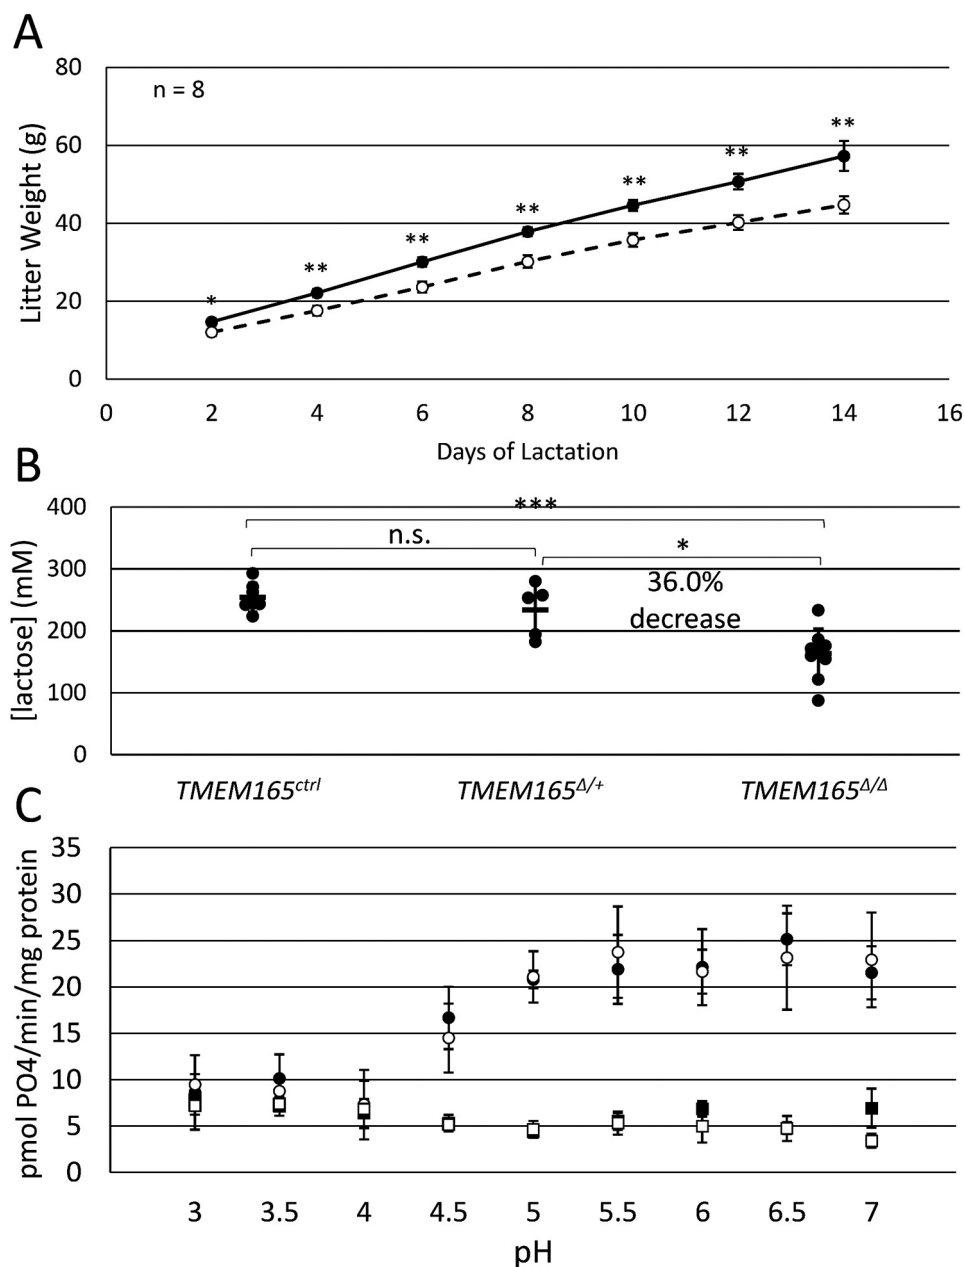 A
80
n = 8
60
40
20
0
Litter Weight (g)
* ** ** ** ** ** **
0 2 4 6 8 10 12 14 16
Days of Lactation
B
400
300
200
100
0
[lactose] (mM)
***
n.s.
*
36.0%
decrease
TMEM165ctrl TMEM165Δ/+ TMEM165Δ/Δ
C
35
30
25
20
15
10
5
0
pmol PO4/min/mg protein
3 3.5 4 4.5 5 5.5 6 6.5 7
pH